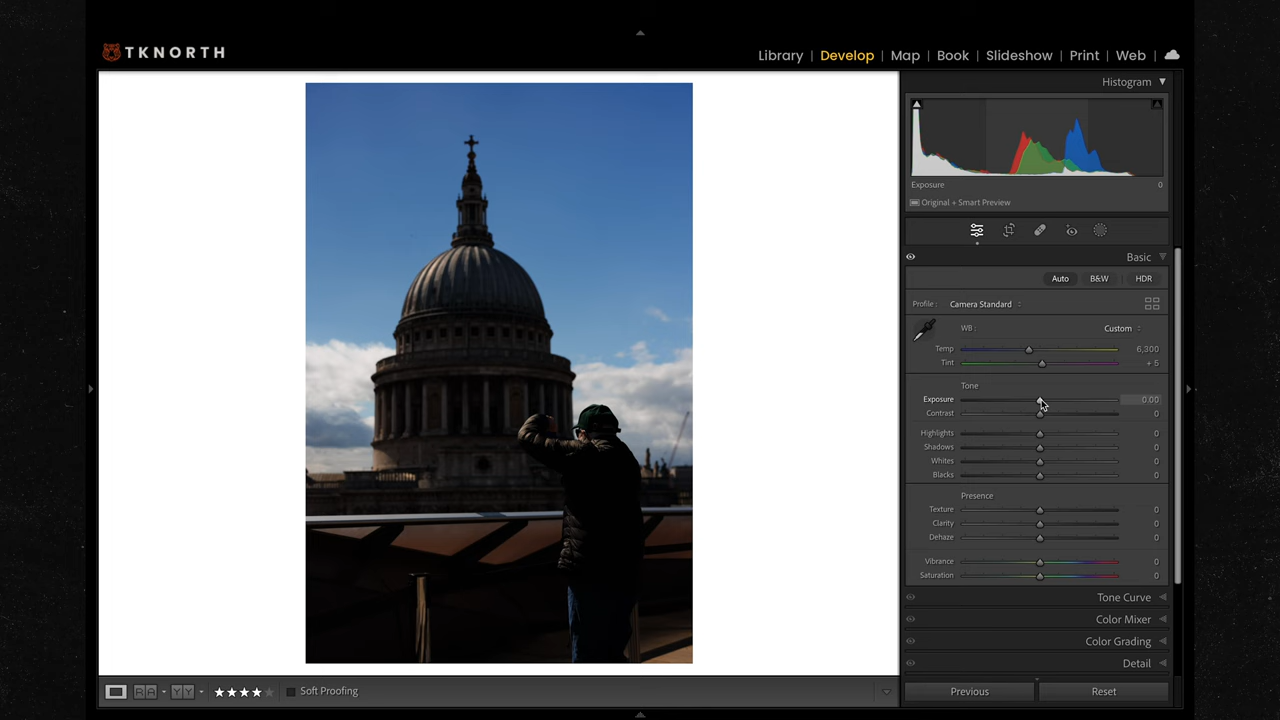 TKNORTH
Library | Develop | Map | Book | Slideshow | Print | Web
Histogram
Exposure 0
Original + Smart Preview
Basic
Auto B&W HDR
Profile : Camera Standard
WB : Custom
Temp 6,300
Tint + 5
Tone
Exposure 0.00
Contrast 0
Highlights 0
Shadows 0
Whites 0
Blacks 0
Presence
Texture 0
Clarity 0
Dehaze 0
Vibrance 0
Saturation 0
Tone Curve
Color Mixer
Color Grading
Detail
R A Y Y Soft Proofing
Previous Reset